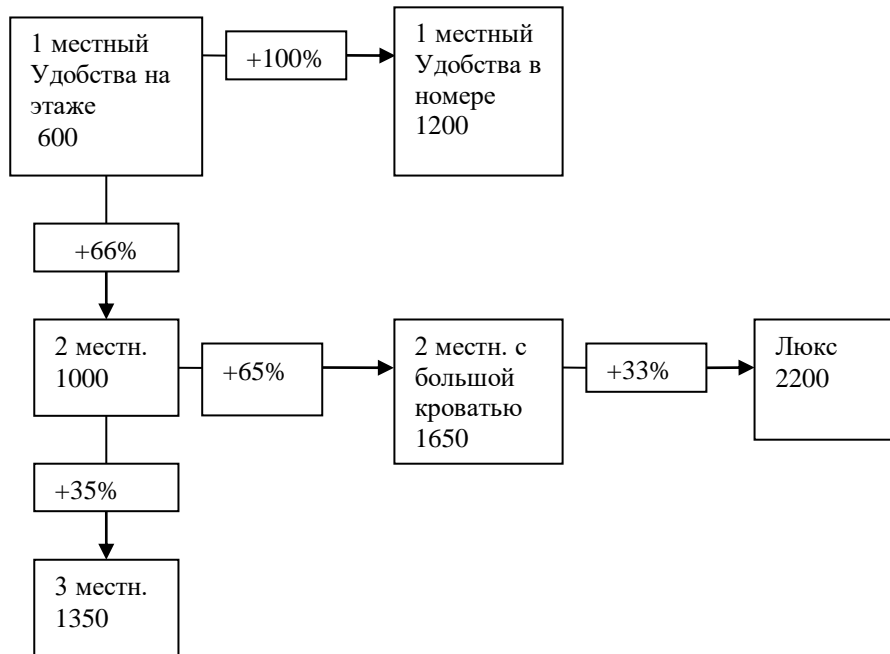 1 местный
Удобства на
этаже
600
+100%
1 местный
Удобства в
номере
1200
+66%
2 местн.
1000
+65%
2 местн. с
большой
кроватью
1650
+33%
Люкс
2200
+35%
3 местн.
1350